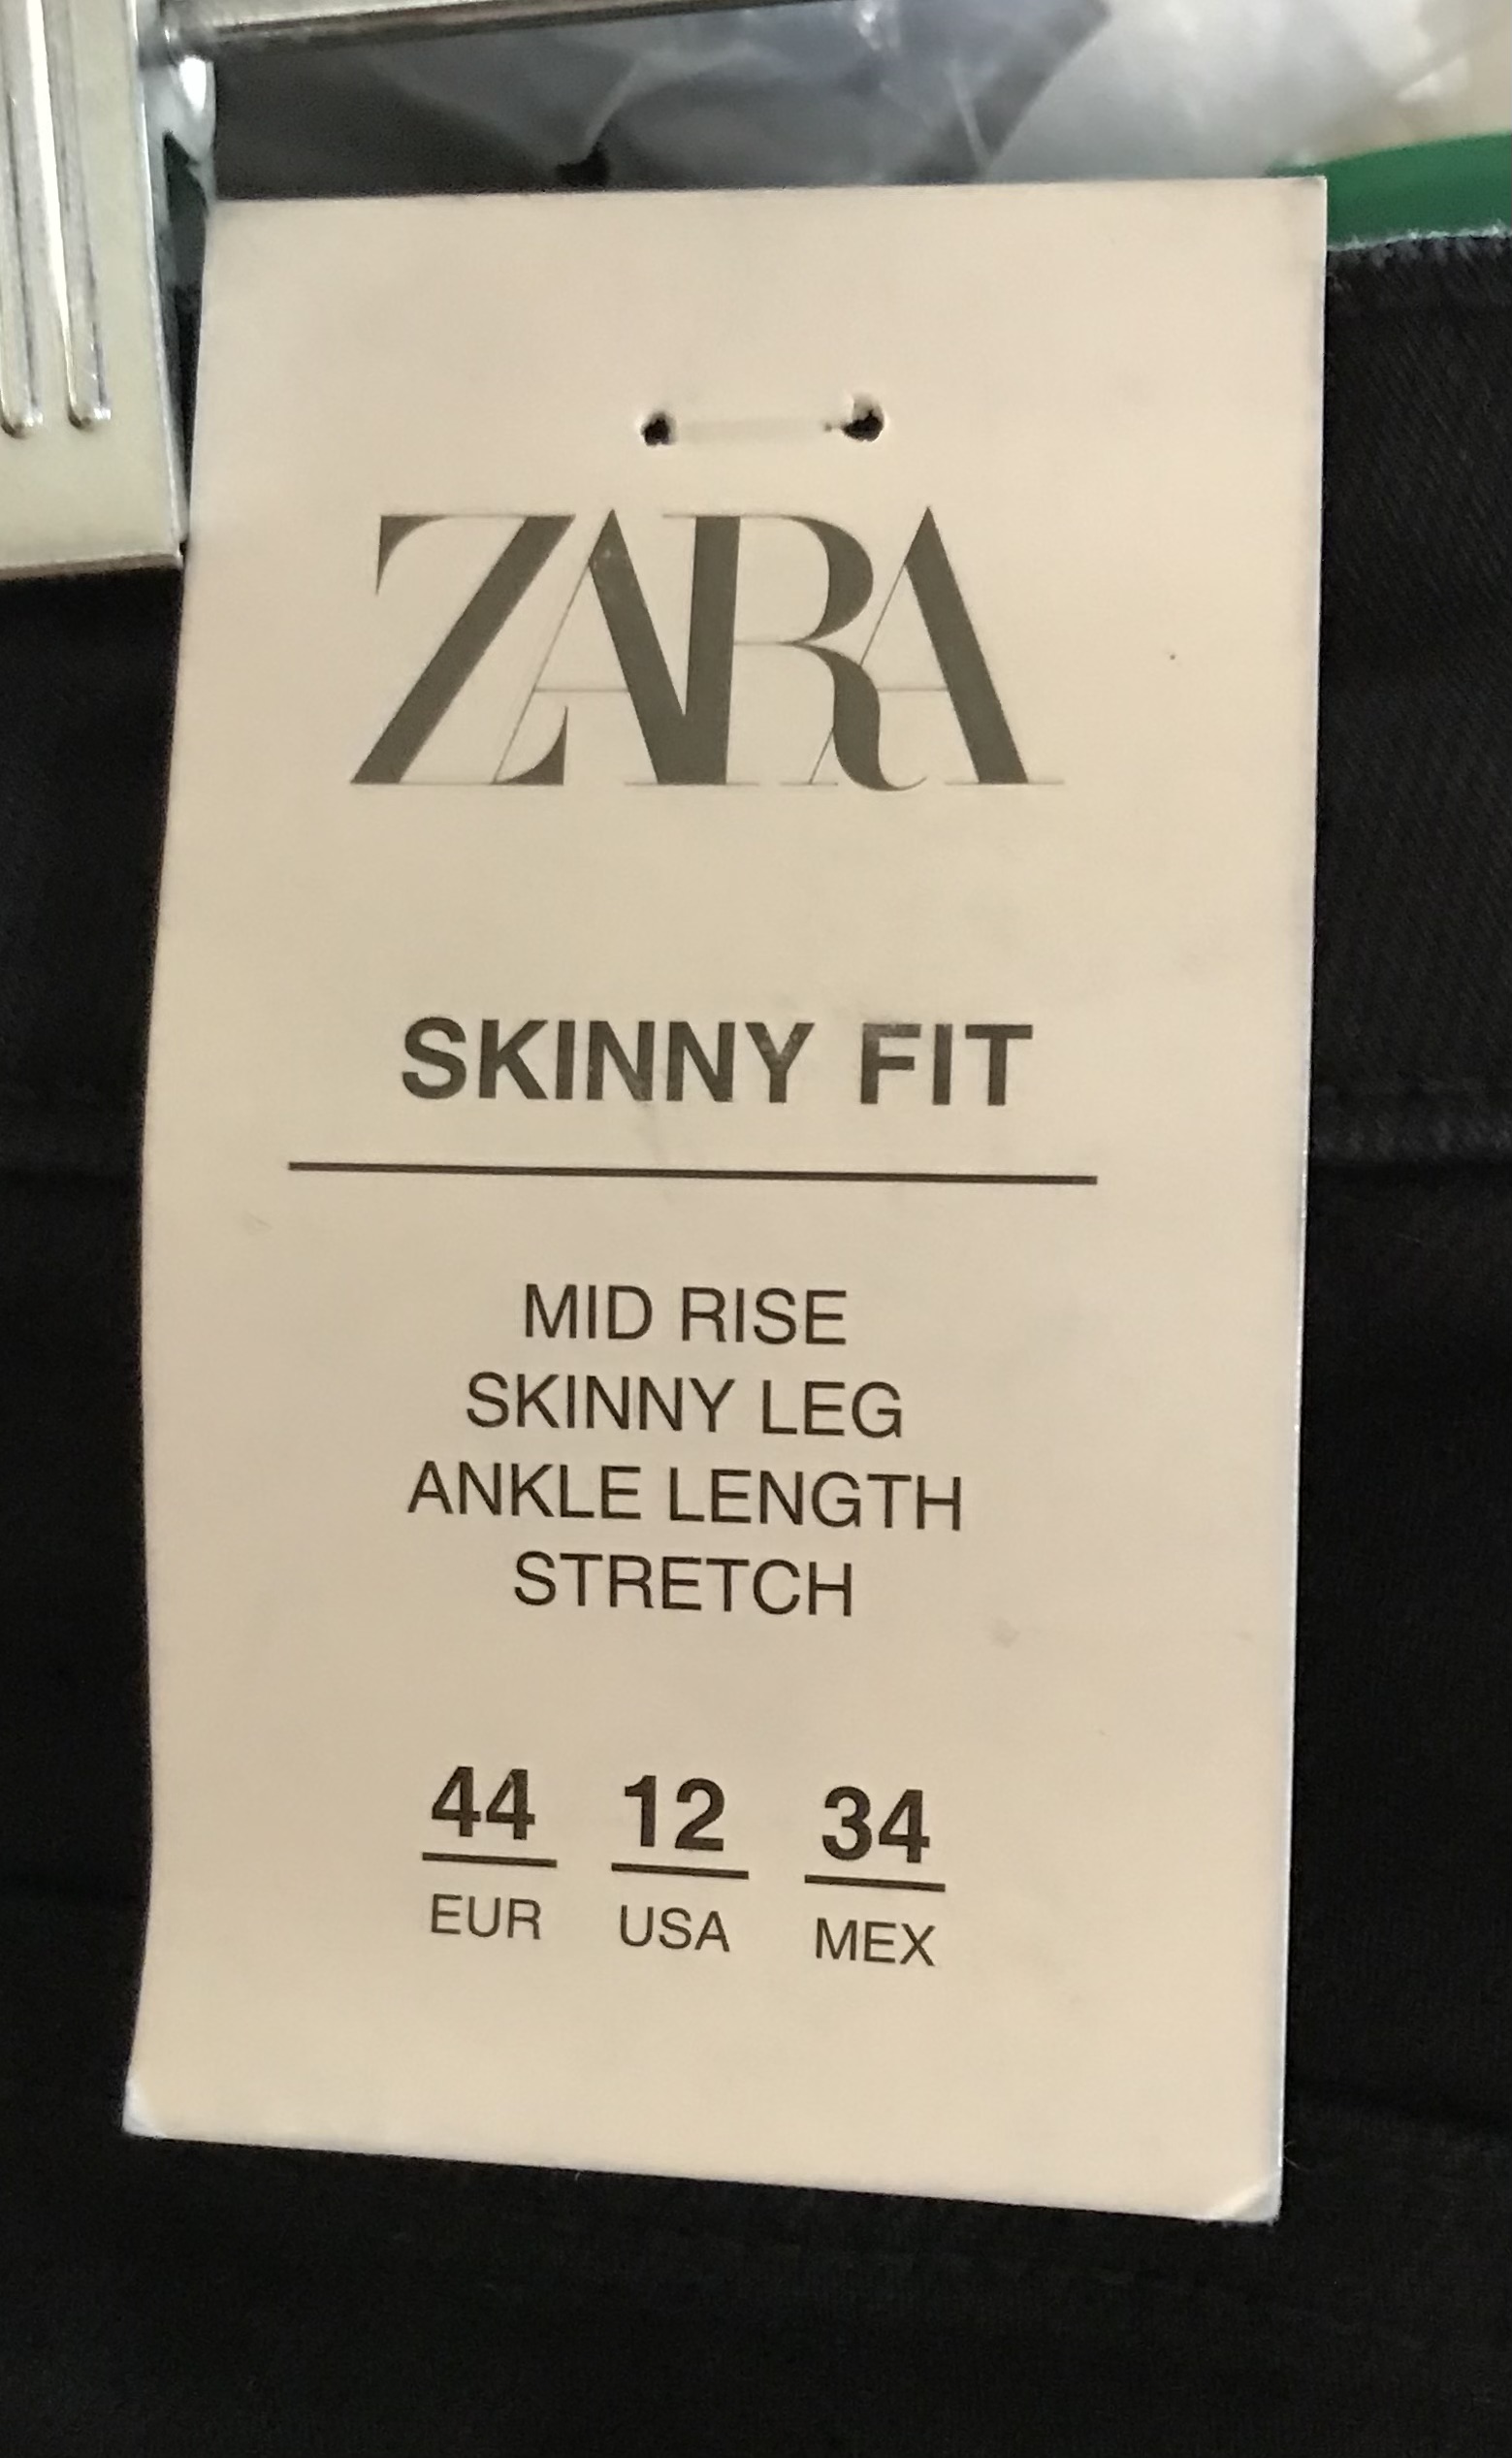 ZARA
SKINNY FIT
MID RISE
SKINNY LEG
ANKLE LENGTH
STRETCH
44 12 34
EUR USA MEX